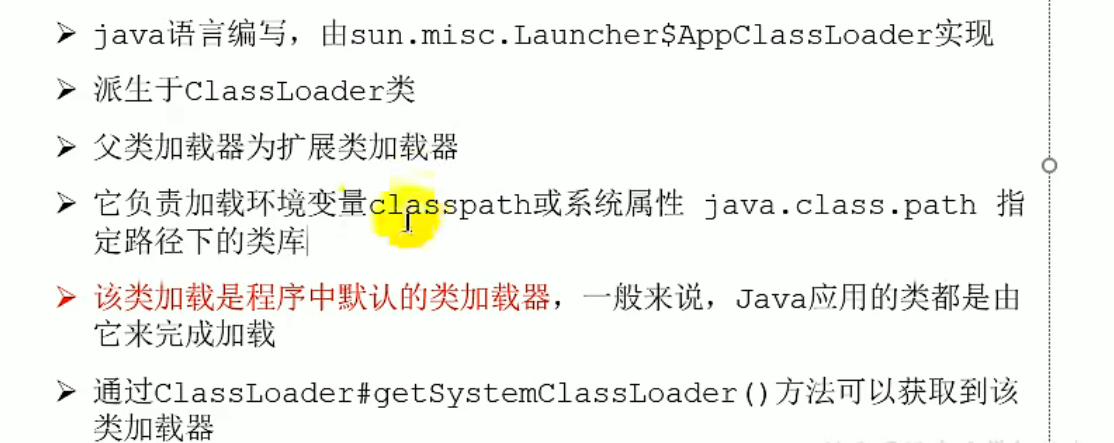 java语言编写，由sun.misc.Launcher$AppClassLoader实现
派生于ClassLoader类
父类加载器为扩展类加载器
它负责加载环境变量classpath或系统属性 java.class.path 指
定路径下的类库
该类加载是程序中默认的类加载器，一般来说，Java应用的类都是由
它来完成加载
通过ClassLoader#getSystemClassLoader()方法可以获取到该
类加载器